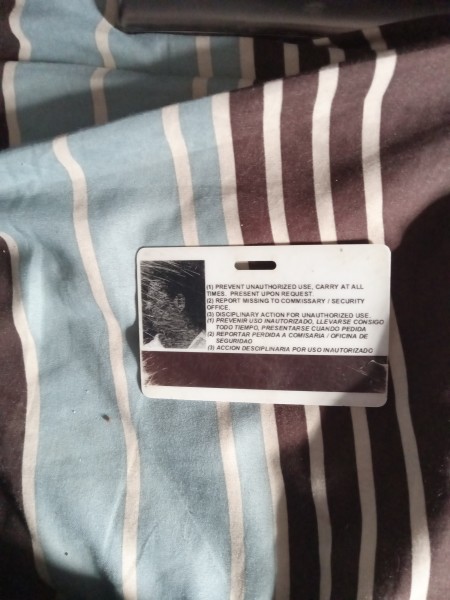 (1) PREVENT UNAUTHORIZED USE, CARRY AT ALL
TIMES. PRESENT UPON REQUEST.
(2) REPORT MISSING TO COMMISSARY / SECURITY
OFFICE.
(3) DISCIPLINARY ACTION FOR UNAUTHORIZED USE.
(1) PREVENIR USO INAUTORIZADO, LLEVARSE CONSIGO
TODO TIEMPO, PRESENTARSE CUANDO PEDIDA
(2) REPORTAR PERDIDA A COMISARIA / OFICINA DE
SEGURIDAD
(3) ACCION DESCIPLINARIA POR USO INAUTORIZADO